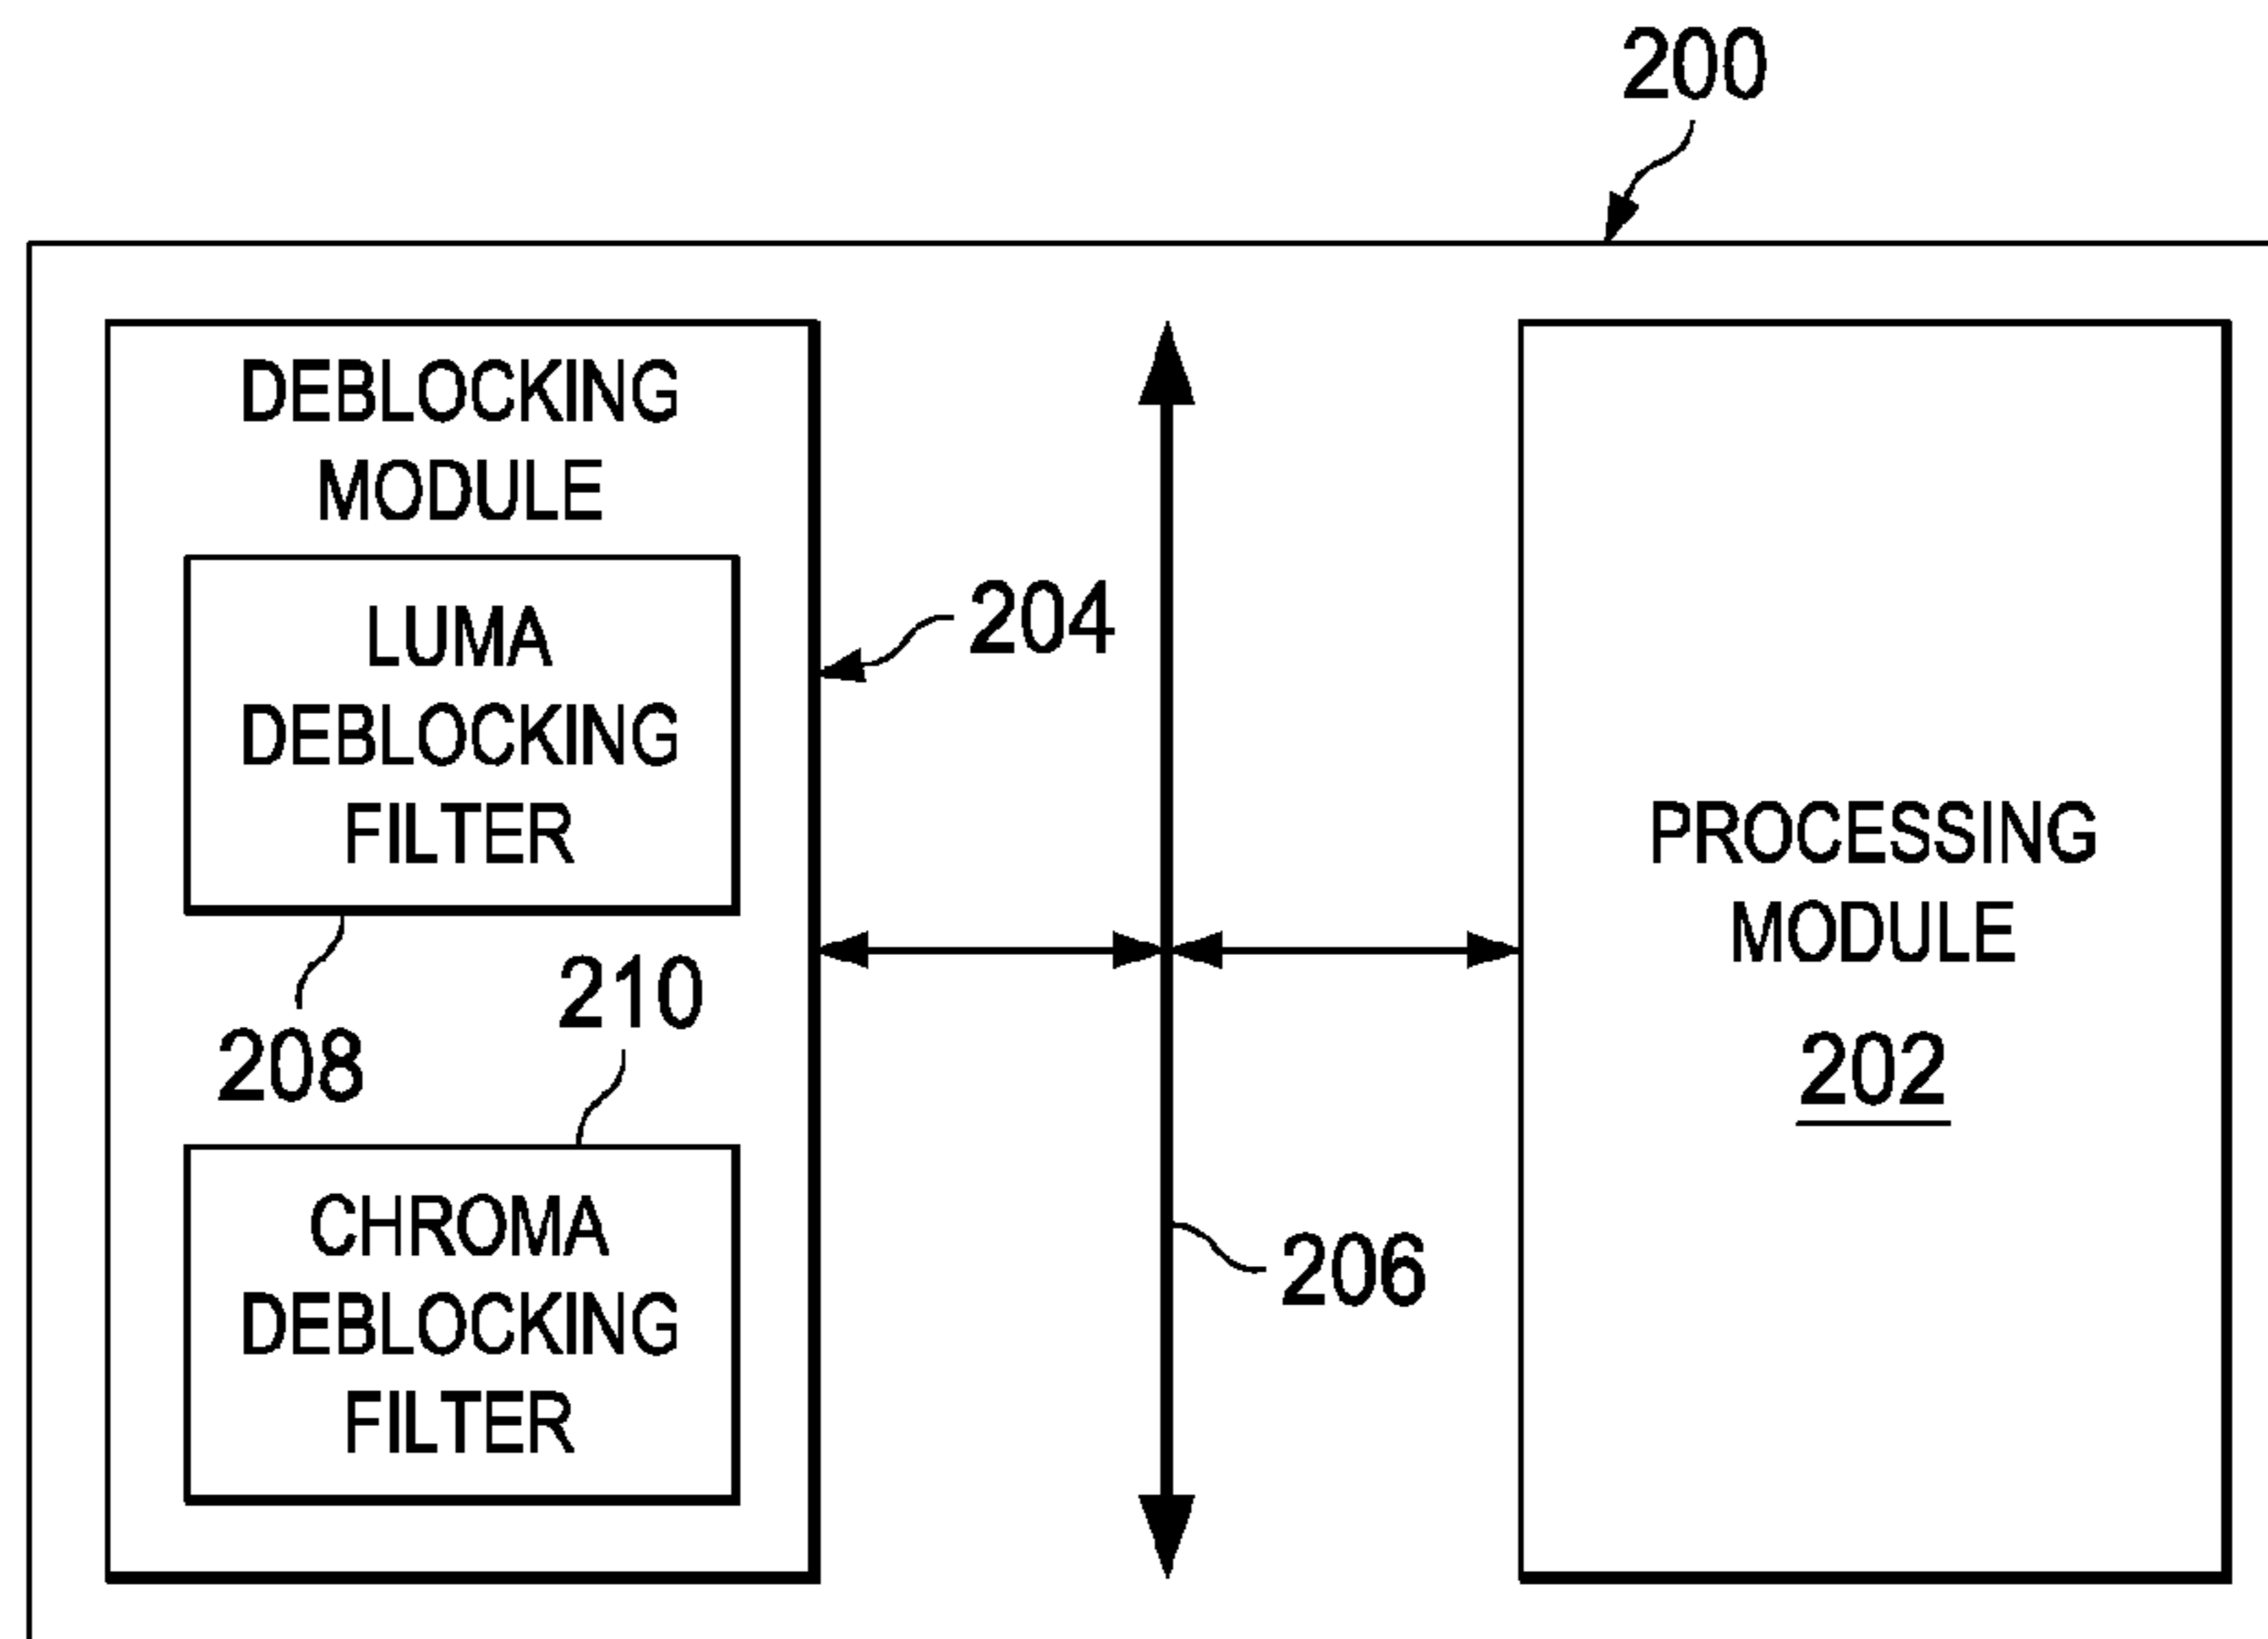 200
DEBLOCKING
MODULE
LUMA
DEBLOCKING
FILTER
204
208
210
CHROMA
DEBLOCKING
FILTER
206
PROCESSING
MODULE
202